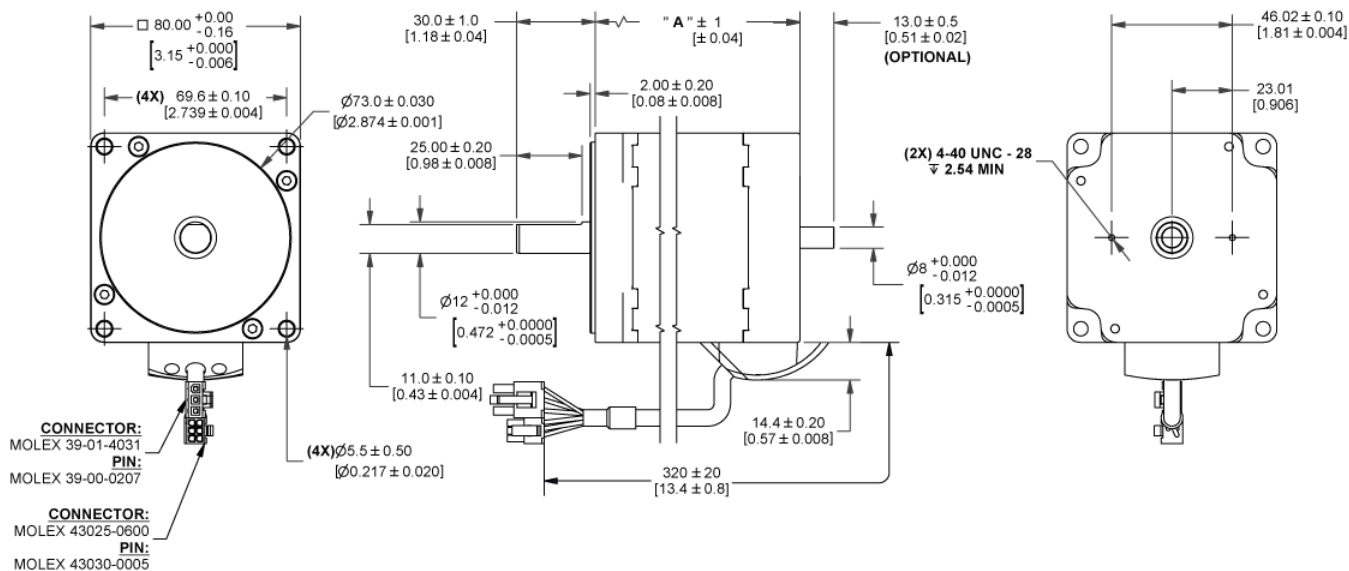 □ 80.00 +0.00
-0.16
[3.15 +0.000
-0.006]
(4X) 69.6 ± 0.10
[2.739 ± 0.004]
Ø73.0 ± 0.030
[Ø2.874 ± 0.001]
30.0 ± 1.0
[1.18 ± 0.04]
" A" ± 1
[± 0.04]
13.0 ± 0.5
[0.51 ± 0.02]
(OPTIONAL)
2.00 ± 0.20
[0.08 ± 0.008]
25.00 ± 0.20
[0.98 ± 0.008]
Ø12 +0.000
-0.012
[0.472 +0.0000
-0.0005]
11.0 ± 0.10
[0.43 ± 0.004]
(4X)Ø5.5 ± 0.50
[Ø0.217 ± 0.020]
Ø8 +0.000
-0.012
[0.315 +0.0000
-0.0005]
14.4 ± 0.20
[0.57 ± 0.008]
320 ± 20
[13.4 ± 0.8]
46.02 ± 0.10
[1.81 ± 0.004]
23.01
[0.906]
(2X) 4-40 UNC - 28
↧ 2.54 MIN
CONNECTOR:
MOLEX 39-01-4031
PIN:
MOLEX 39-00-0207
CONNECTOR:
MOLEX 43025-0600
PIN:
MOLEX 43030-0005